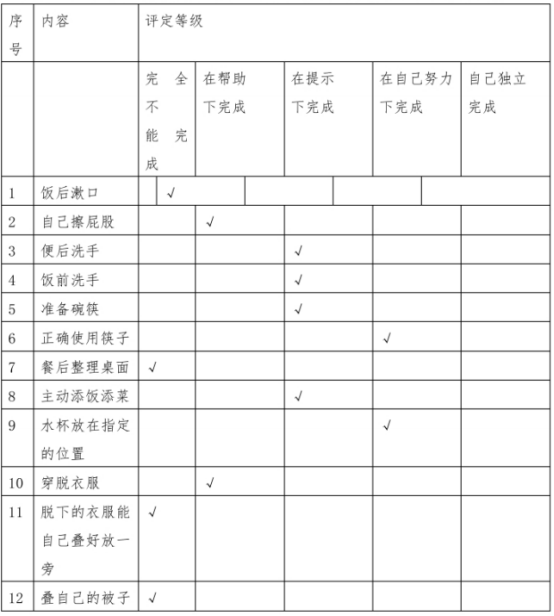 序号 内容 评定等级
完全不能完成 在帮助下完成 在提示下完成 在自己努力下完成 自己独立完成
1 饭后漱口 √
2 自己擦屁股 √
3 便后洗手 √
4 饭前洗手 √
5 准备碗筷 √
6 正确使用筷子 √
7 餐后整理桌面 √
8 主动添饭添菜 √
9 水杯放在指定
的位置 √
10 穿脱衣服 √
11 脱下的衣服能 √
自己叠好放一
旁
12 叠自己的被子 √